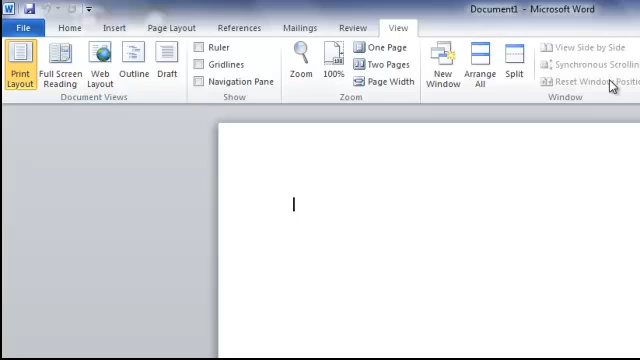 Document1 - Microsoft Word
File Home Insert Page Layout References Mailings Review View
Print Layout
Full Screen Reading
Web Layout
Outline
Draft
Document Views
Ruler
Gridlines
Navigation Pane
Show
Zoom
100%
One Page
Two Pages
Page Width
Zoom
New Window
Arrange All
Split
View Side by Side
Synchronous Scrollin
Reset Window Positio
Window